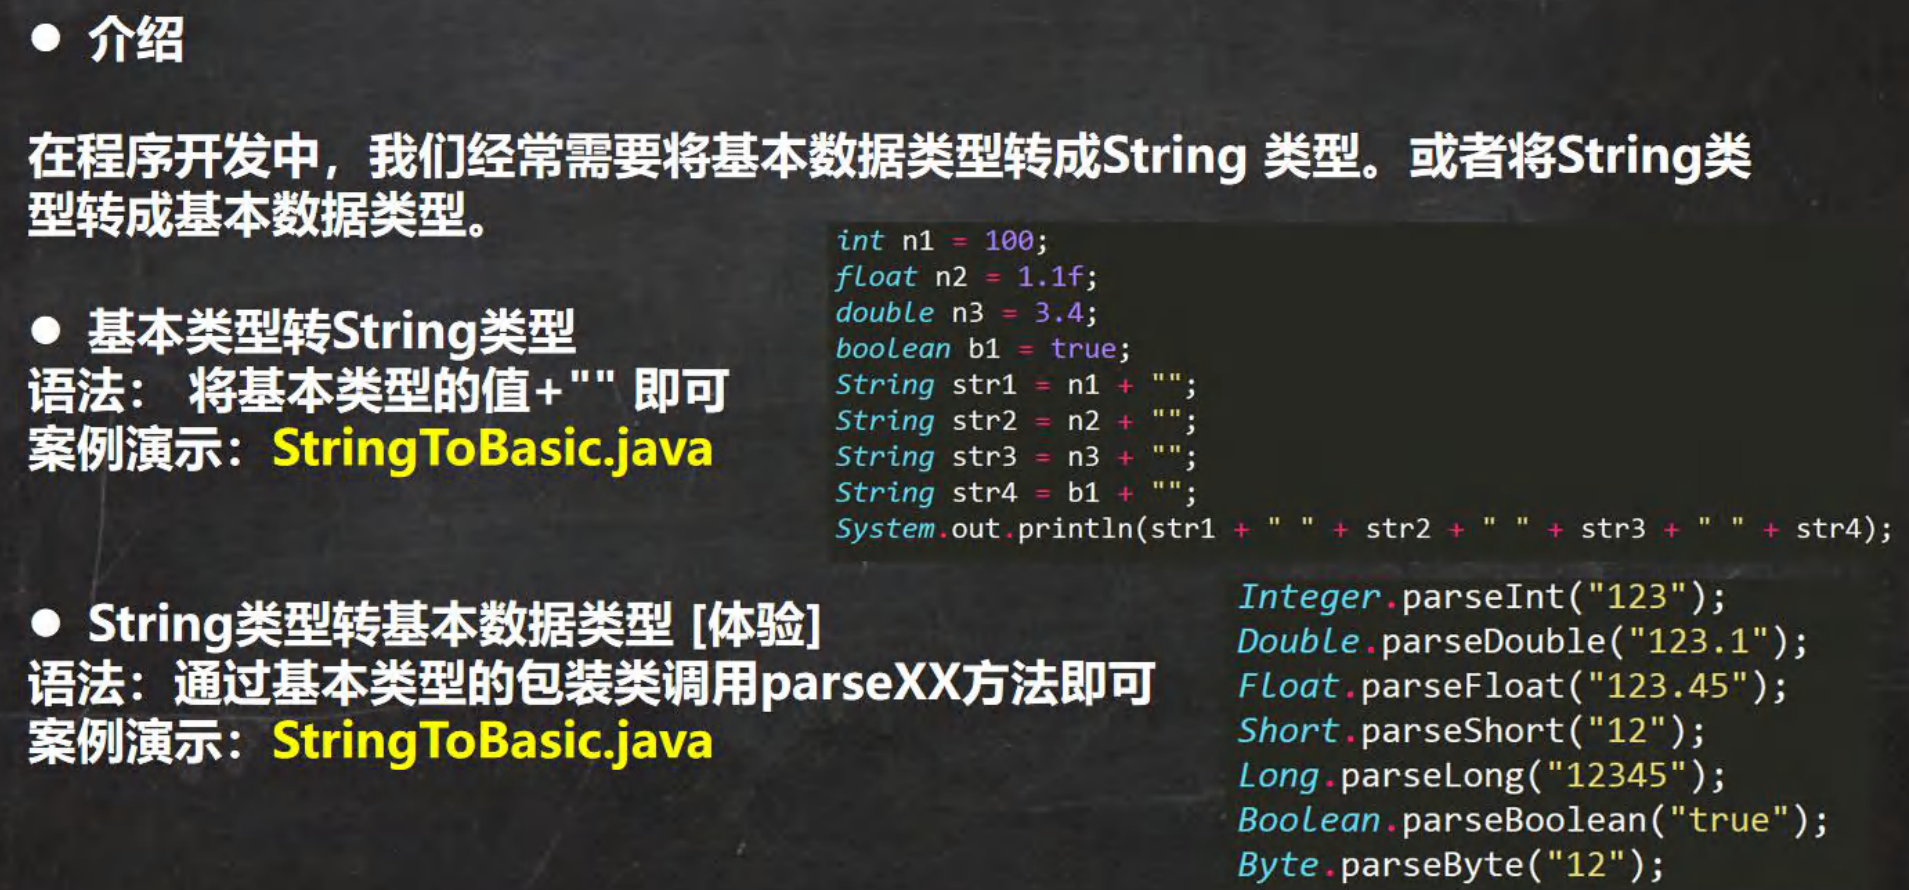 ● 介绍
在程序开发中，我们经常需要将基本数据类型转成String 类型。或者将String类
型转成基本数据类型。
● 基本类型转String类型
语法： 将基本类型的值+"" 即可
案例演示：StringToBasic.java
int n1 = 100;
float n2 = 1.1f;
double n3 = 3.4;
boolean b1 = true;
String str1 = n1 + "";
String str2 = n2 + "";
String str3 = n3 + "";
String str4 = b1 + "";
System.out.println(str1 + " " + str2 + " " + str3 + " " + str4);
● String类型转基本数据类型 [体验]
语法：通过基本类型的包装类调用parseXX方法即可
案例演示：StringToBasic.java
Integer.parseInt("123");
Double.parseDouble("123.1");
Float.parseFloat("123.45");
Short.parseShort("12");
Long.parseLong("12345");
Boolean.parseBoolean("true");
Byte.parseByte("12");